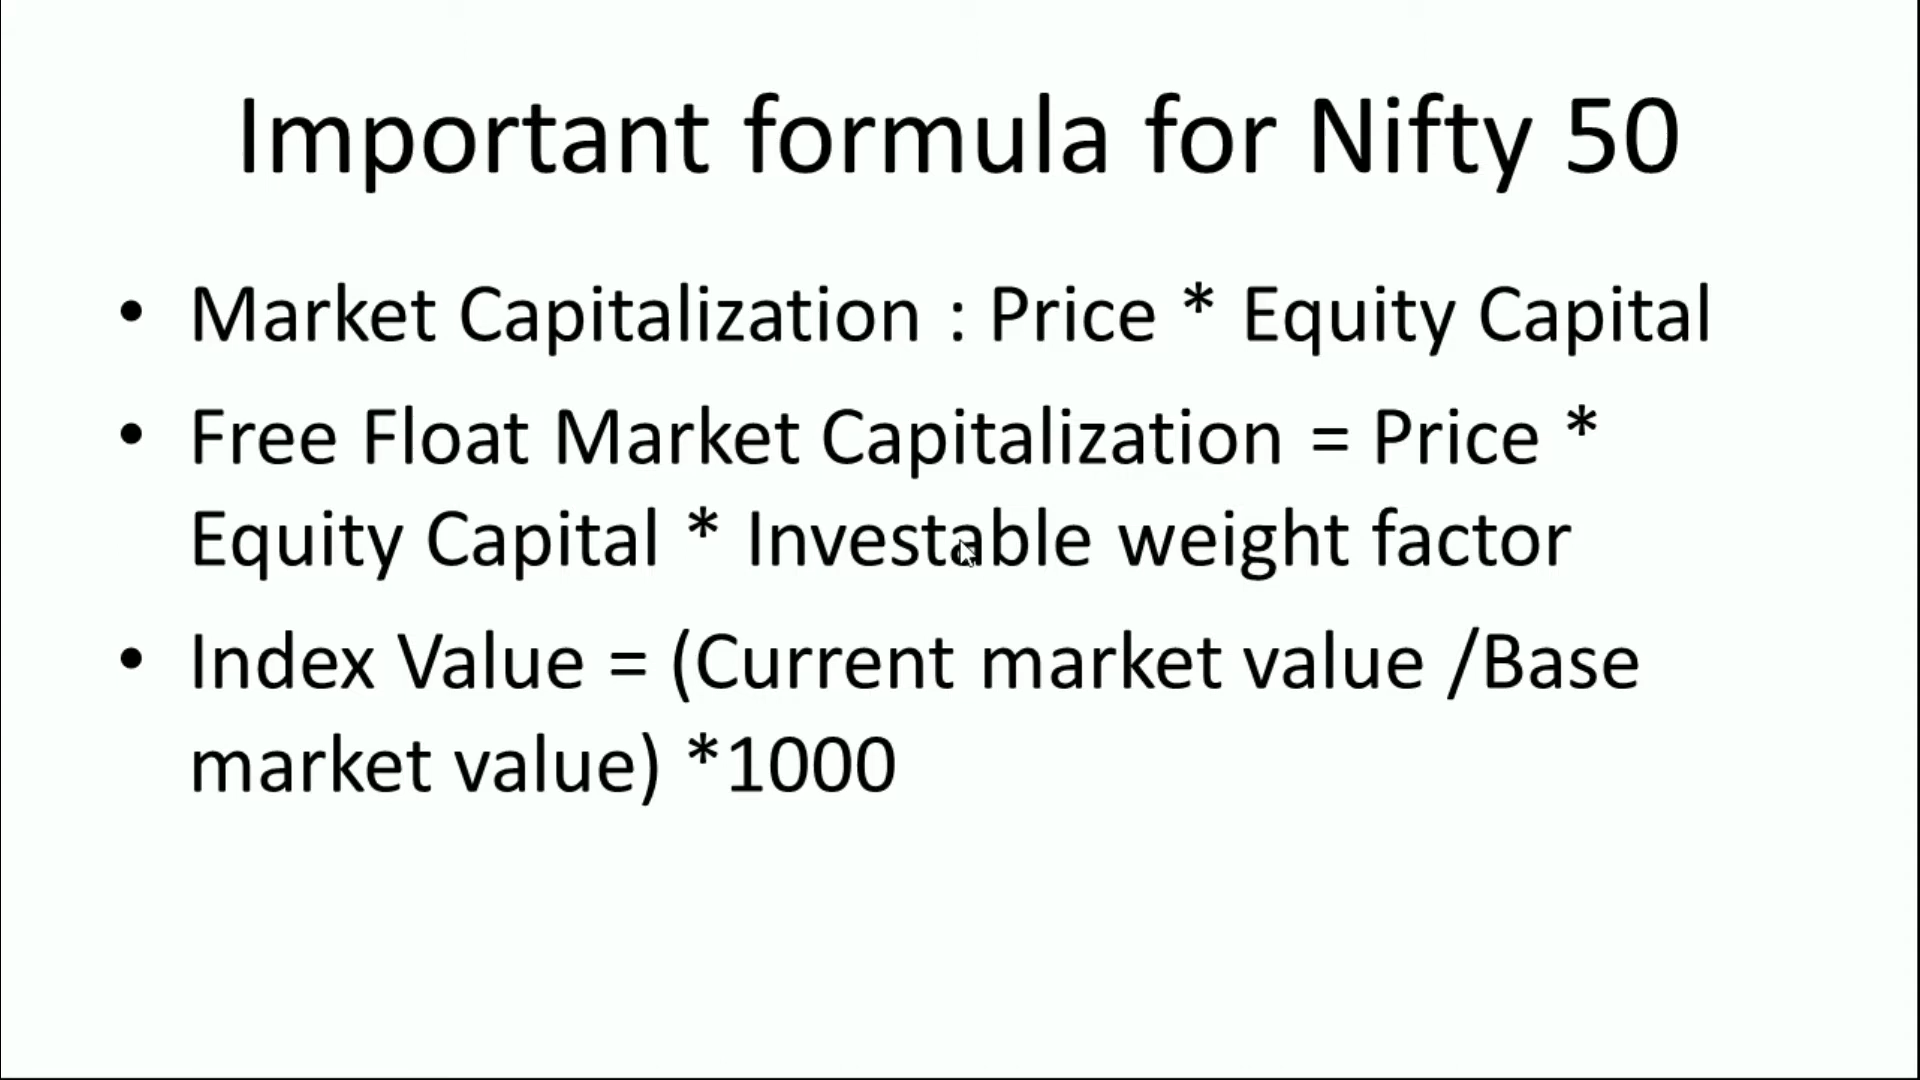 Important formula for Nifty 50
• Market Capitalization : Price * Equity Capital
• Free Float Market Capitalization = Price *
Equity Capital * Investable weight factor
• Index Value = (Current market value /Base
market value) *1000